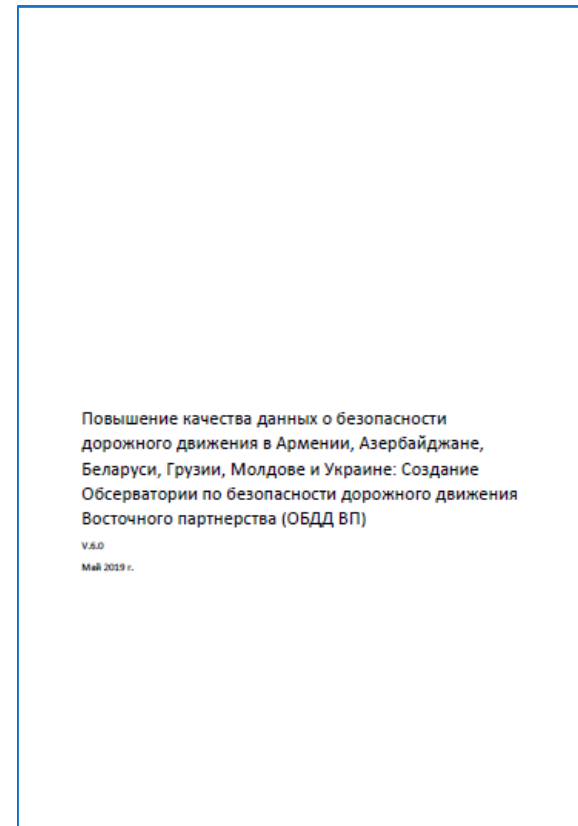 Повышение качества данных о безопасности
дорожного движения в Армении, Азербайджане,
Беларуси, Грузии, Молдове и Украине: Создание
Обсерватории по безопасности дорожного движения
Восточного партнерства (ОБДД ВП)
V.6.0
Май 2019 г.